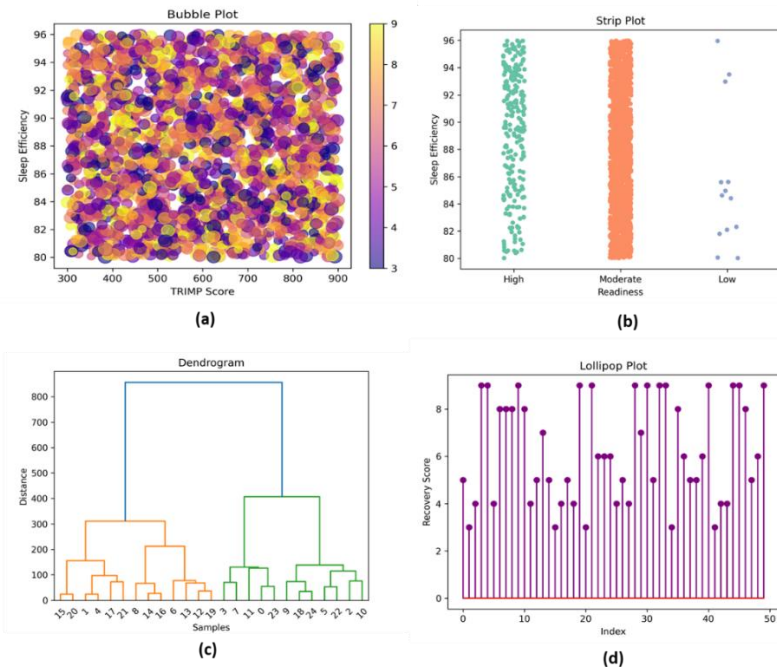 Bubble Plot
96
94
92
90
88
86
84
82
80
Sleep Efficiency
300 400 500 600 700 800 900
TRIMP Score
9
8
7
6
5
4
3
(a)
Strip Plot
96
94
92
90
88
86
84
82
80
Sleep Efficiency
High Moderate Low
Readiness
(b)
Dendrogram
800
700
600
500
400
300
200
100
0
Distance
15 20 1 4 17 21 8 14 16 6 13 12 19 3 7 11 0 23 9 18 24 5 22 2 10
Samples
(c)
Lollipop Plot
8
6
4
2
0
Recovery Score
0 10 20 30 40 50
Index
(d)